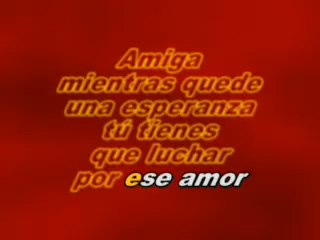 Amiga
mientras quede
una esperanza
tú tienes
que luchar
por ese amor